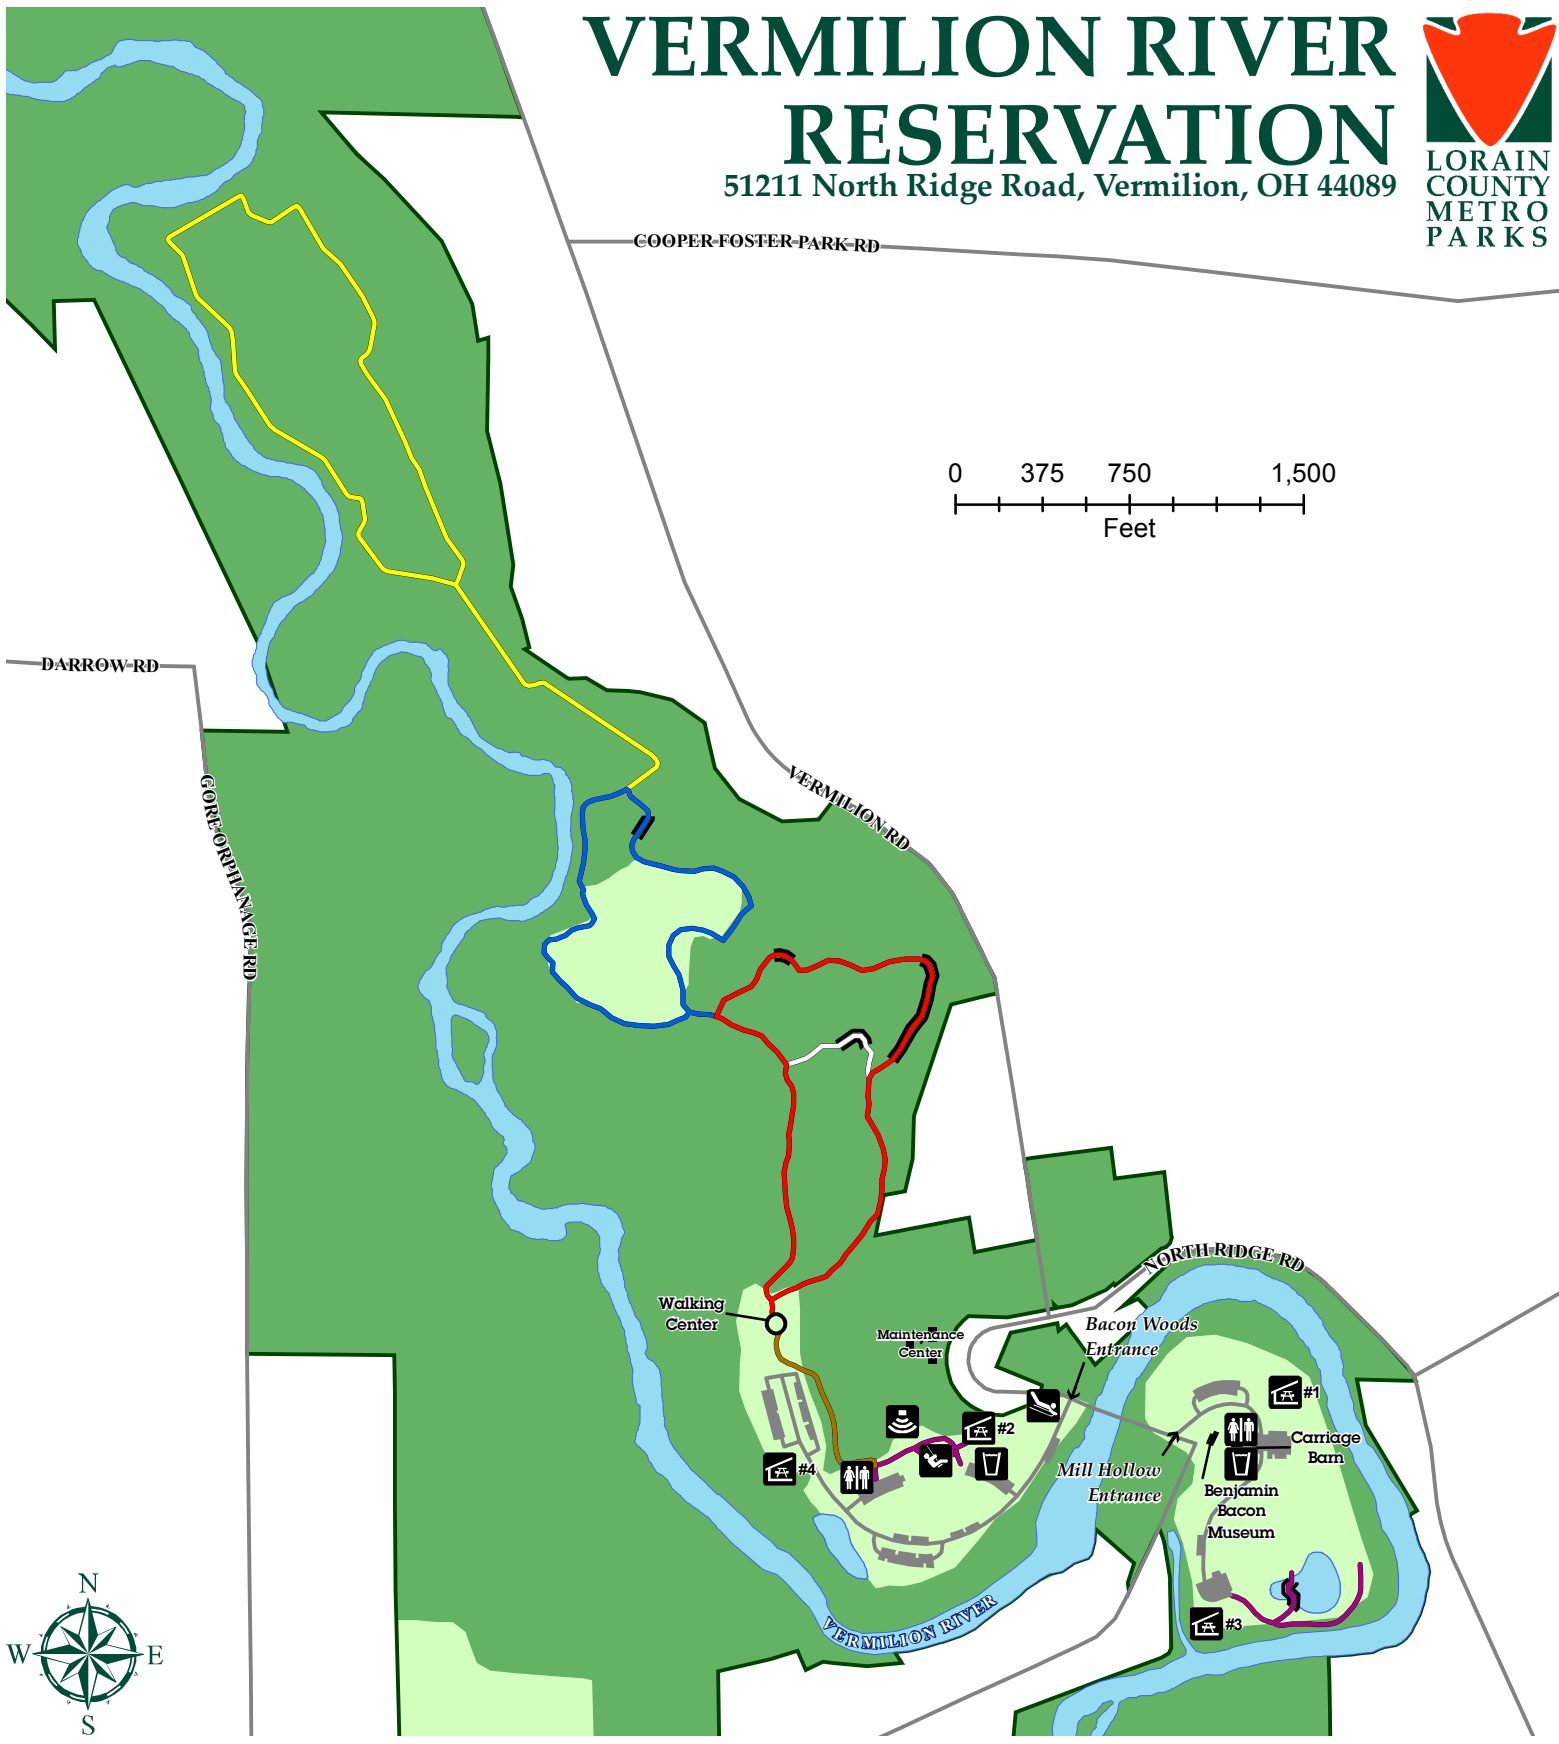 VERMILION RIVER
RESERVATION
51211 North Ridge Road, Vermilion, OH 44089
LORAIN
COUNTY
METRO
PARKS
COOPER FOSTER PARK RD
0 375 750 1,500
Feet
DARROW RD
VERMILION RD
GORE ORPHANAGE RD
NORTH RIDGE RD
Walking
Center
Maintenance
Center
Bacon Woods
Entrance
#1
#2
Carriage
Barn
#4
Mill Hollow
Entrance
Benjamin
Bacon
Museum
#3
VERMILION RIVER
N
W E
S